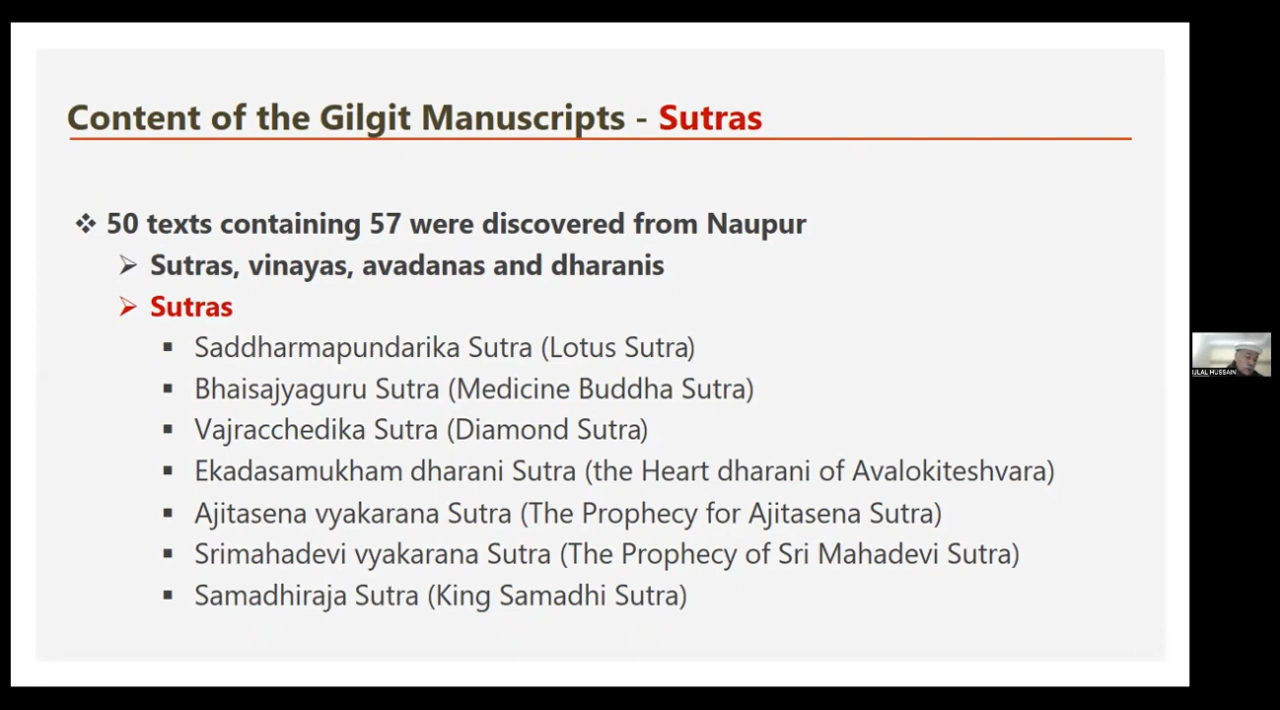 Content of the Gilgit Manuscripts - Sutras
50 texts containing 57 were discovered from Naupur
Sutras, vinayas, avadanas and dharanis
Sutras
Saddharmapundarika Sutra (Lotus Sutra)
Bhaisajyaguru Sutra (Medicine Buddha Sutra)
Vajracchedika Sutra (Diamond Sutra)
Ekadasamukham dharani Sutra (the Heart dharani of Avalokiteshvara)
Ajitasena vyakarana Sutra (The Prophecy for Ajitasena Sutra)
Srimahadevi vyakarana Sutra (The Prophecy of Sri Mahadevi Sutra)
Samadhiraja Sutra (King Samadhi Sutra)
HUSSAIN